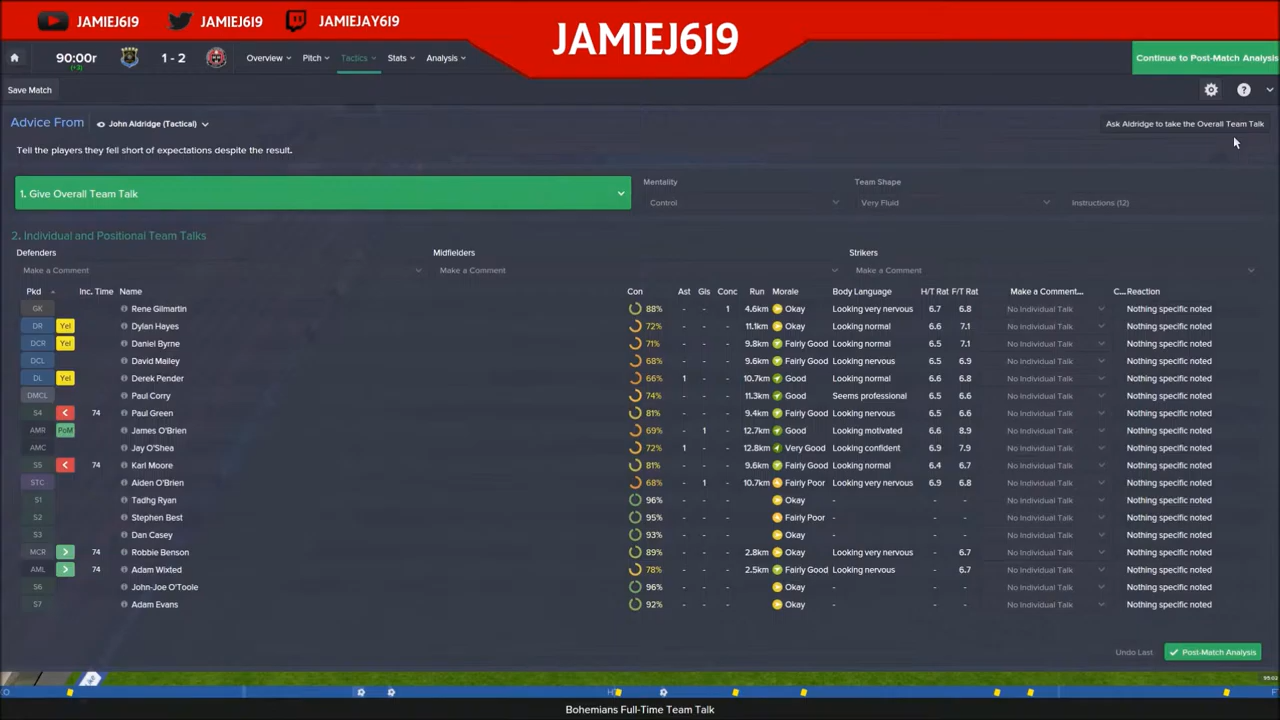 JAMIEJ619 JAMIEJ619 JAMIEJAY619 JAMIEJ619
90:00r (+3) 1 - 2 Overview Pitch Tactics Stats Analysis Continue to Post-Match Analysis
Save Match ?
Advice From John Aldridge (Tactical) Ask Aldridge to take the Overall Team Talk
Tell the players they fell short of expectations despite the result.
1. Give Overall Team Talk
Mentality Team Shape
Control Very Fluid Instructions (12)
2. Individual and Positional Team Talks
Defenders Midfielders Strikers
Make a Comment Make a Comment Make a Comment
Pkd Inc. Time Name Con Ast Gls Conc Run Morale Body Language H/T Rat F/T Rat Make a Comment... C... Reaction
GK Rene Gilmartin 88% - - 1 4.6km Okay Looking very nervous 6.7 6.8 No Individual Talk Nothing specific noted
DR Yel Dylan Hayes 72% - - - 11.1km Okay Looking normal 6.6 7.1 No Individual Talk Nothing specific noted
DCR Yel Daniel Byrne 71% - - - 9.8km Fairly Good Looking normal 6.5 7.1 No Individual Talk Nothing specific noted
DCL David Mailey 68% - - - 9.6km Fairly Good Looking nervous 6.5 6.9 No Individual Talk Nothing specific noted
DL Yel Derek Pender 66% 1 - - 10.7km Good Looking normal 6.6 6.8 No Individual Talk Nothing specific noted
DMCL Paul Corry 74% - - - 11.3km Good Seems professional 6.6 6.6 No Individual Talk Nothing specific noted
S4 74 Paul Green 81% - - - 9.4km Fairly Good Looking nervous 6.5 6.6 No Individual Talk Nothing specific noted
AMR PoM James O'Brien 69% - 1 - 12.7km Good Looking motivated 6.6 8.9 No Individual Talk Nothing specific noted
AMC Jay O'Shea 72% 1 - - 12.8km Very Good Looking confident 6.9 7.9 No Individual Talk Nothing specific noted
S5 74 Karl Moore 81% - - - 9.6km Fairly Good Looking normal 6.4 6.7 No Individual Talk Nothing specific noted
STC Aiden O'Brien 68% - 1 - 10.7km Fairly Poor Looking very nervous 6.9 6.8 No Individual Talk Nothing specific noted
S1 Tadhg Ryan 96% - - - Okay - - - No Individual Talk Nothing specific noted
S2 Stephen Best 95% - - - Fairly Poor - - - No Individual Talk Nothing specific noted
S3 Dan Casey 93% - - - Okay - - - No Individual Talk Nothing specific noted
MCR 74 Robbie Benson 89% - - - 2.8km Okay Looking very nervous - 6.7 No Individual Talk Nothing specific noted
AML 74 Adam Wixted 78% - - - 2.5km Fairly Good Looking nervous - 6.7 No Individual Talk Nothing specific noted
S6 John-Joe O'Toole 96% - - - Okay - - - No Individual Talk Nothing specific noted
S7 Adam Evans 92% - - - Okay - - - No Individual Talk Nothing specific noted
Undo Last Post-Match Analysis
Bohemians Full-Time Team Talk